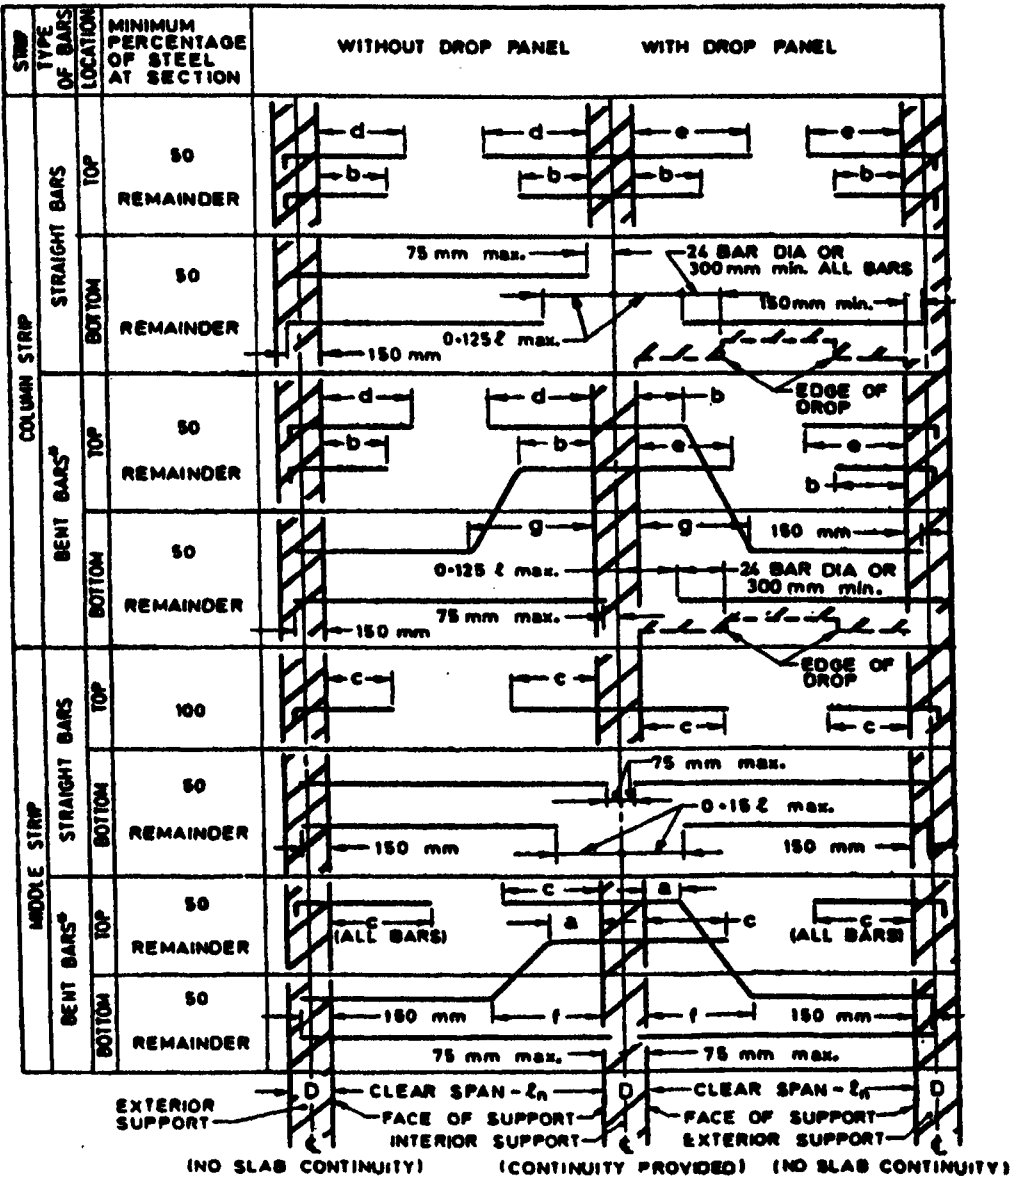 STRIP
TYPE OF BARS
LOCATION
MINIMUM
PERCENTAGE
OF STEEL
AT SECTION
WITHOUT DROP PANEL
WITH DROP PANEL
COLUMN STRIP
STRAIGHT BARS
TOP
50
REMAINDER
d
d
e
e
b
b
b
b
BOTTOM
50
REMAINDER
75 mm max.
24 BAR DIA OR
300 mm min. ALL BARS
150 mm min.
0·125 ℓ max.
150 mm
EDGE OF
DROP
BENT BARS*
TOP
50
REMAINDER
d
d
b
b
b
e
e
b
BOTTOM
50
REMAINDER
g
g
150 mm
0·125 ℓ max.
24 BAR DIA OR
300 mm min.
75 mm max.
150 mm
EDGE OF
DROP
MIDDLE STRIP
STRAIGHT BARS
TOP
100
c
c
c
c
BOTTOM
50
REMAINDER
75 mm max.
0·15 ℓ max.
150 mm
150 mm
BENT BARS*
TOP
50
REMAINDER
c
a
c
(ALL BARS)
a
c
c
(ALL BARS)
BOTTOM
50
REMAINDER
150 mm
f
f
150 mm
75 mm max.
75 mm max.
D
CLEAR SPAN - ℓn
D
CLEAR SPAN - ℓn
D
EXTERIOR
SUPPORT
FACE OF SUPPORT
INTERIOR SUPPORT
FACE OF SUPPORT
EXTERIOR SUPPORT
℄
℄
℄
(NO SLAB CONTINUITY)
(CONTINUITY PROVIDED)
(NO SLAB CONTINUITY)